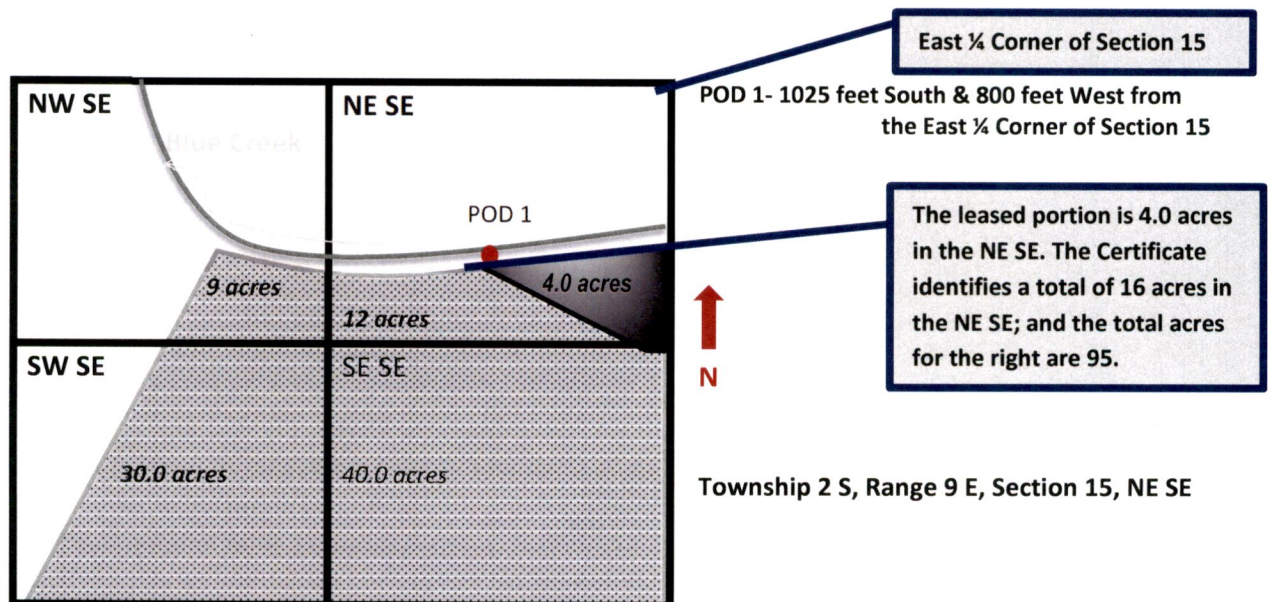 East ¼ Corner of Section 15
NW SE
NE SE
POD 1- 1025 feet South & 800 feet West from
the East ¼ Corner of Section 15
Blue Creek
POD 1
The leased portion is 4.0 acres
in the NE SE. The Certificate
identifies a total of 16 acres in
the NE SE; and the total acres
for the right are 95.
9 acres
4.0 acres
12 acres
N
SW SE
SE SE
30.0 acres
40.0 acres
Township 2 S, Range 9 E, Section 15, NE SE